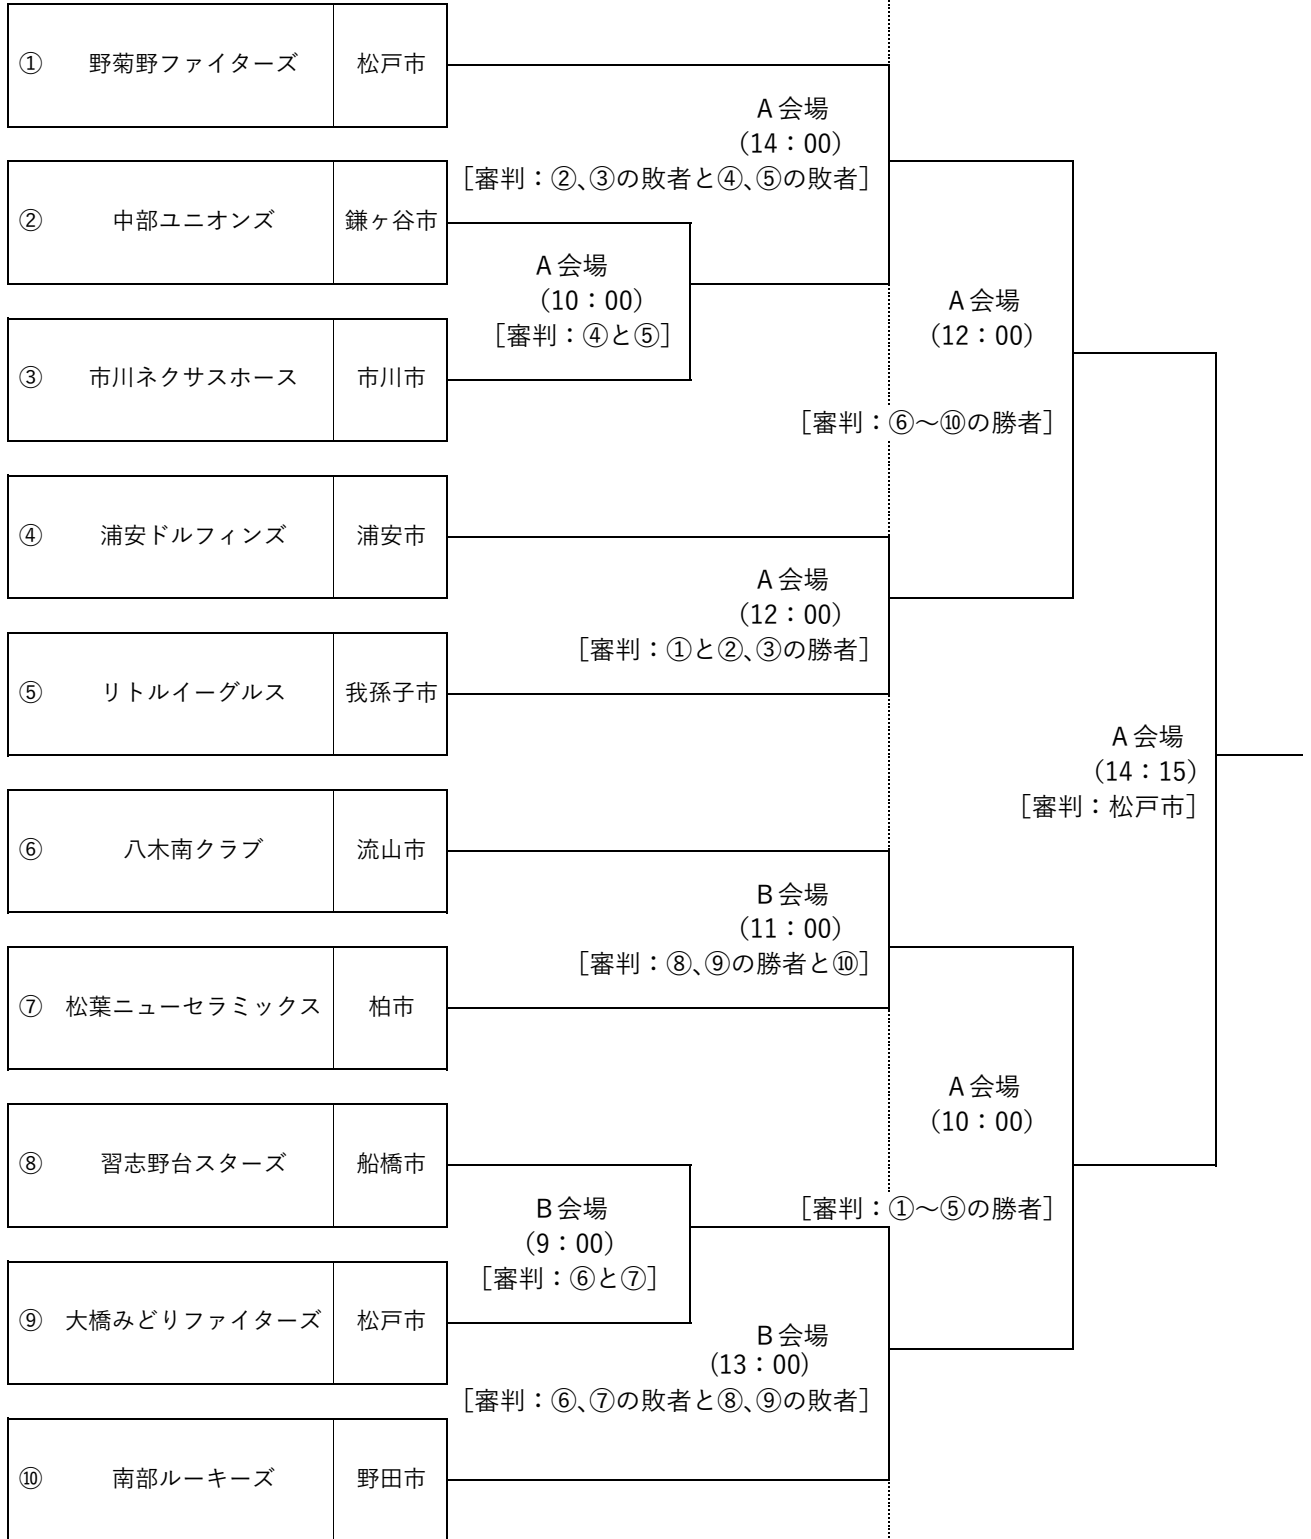 ① 野菊野ファイターズ 松戸市
A会場
(14：00)
[審判：②、③の敗者と④、⑤の敗者]
② 中部ユニオンズ 鎌ヶ谷市
A会場
(10：00)
[審判：④と⑤]
A会場
(12：00)
③ 市川ネクサスホース 市川市
[審判：⑥～⑩の勝者]
④ 浦安ドルフィンズ 浦安市
A会場
(12：00)
[審判：①と②、③の勝者]
⑤ リトルイーグルス 我孫子市
A会場
(14：15)
[審判：松戸市]
⑥ 八木南クラブ 流山市
B会場
(11：00)
[審判：⑧、⑨の勝者と⑩]
⑦ 松葉ニューセラミックス 柏市
A会場
(10：00)
⑧ 習志野台スターズ 船橋市
[審判：①～⑤の勝者]
B会場
(9：00)
[審判：⑥と⑦]
⑨ 大橋みどりファイターズ 松戸市
B会場
(13：00)
[審判：⑥、⑦の敗者と⑧、⑨の敗者]
⑩ 南部ルーキーズ 野田市